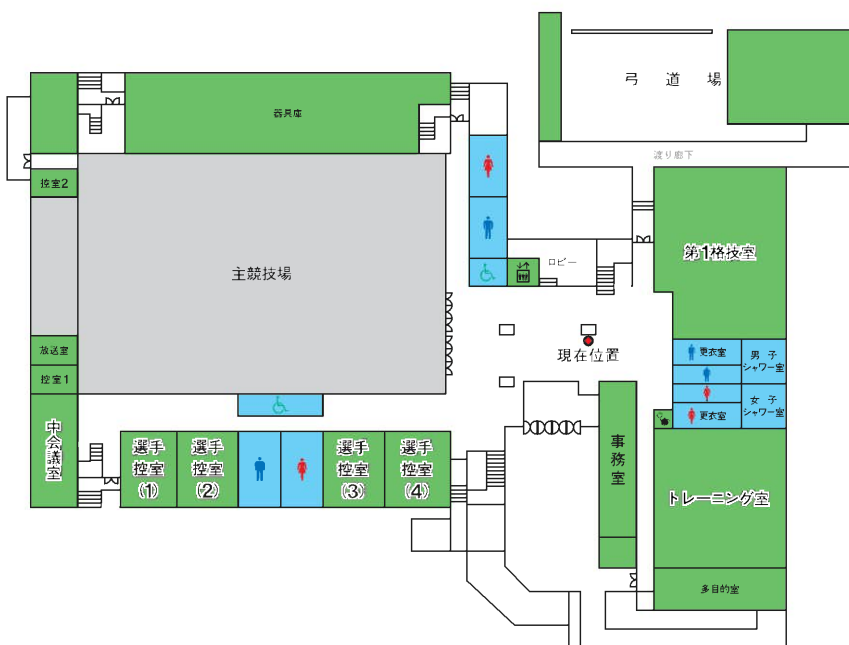 弓道場
器具庫
渡り廊下
控室2
第1格技室
ロビー
主競技場
放送室
現在位置
更衣室
男子
シャワー室
控室1
女子
シャワー室
更衣室
中会議室
選手
控室
(1)
選手
控室
(2)
選手
控室
(3)
選手
控室
(4)
事務室
トレーニング室
多目的室